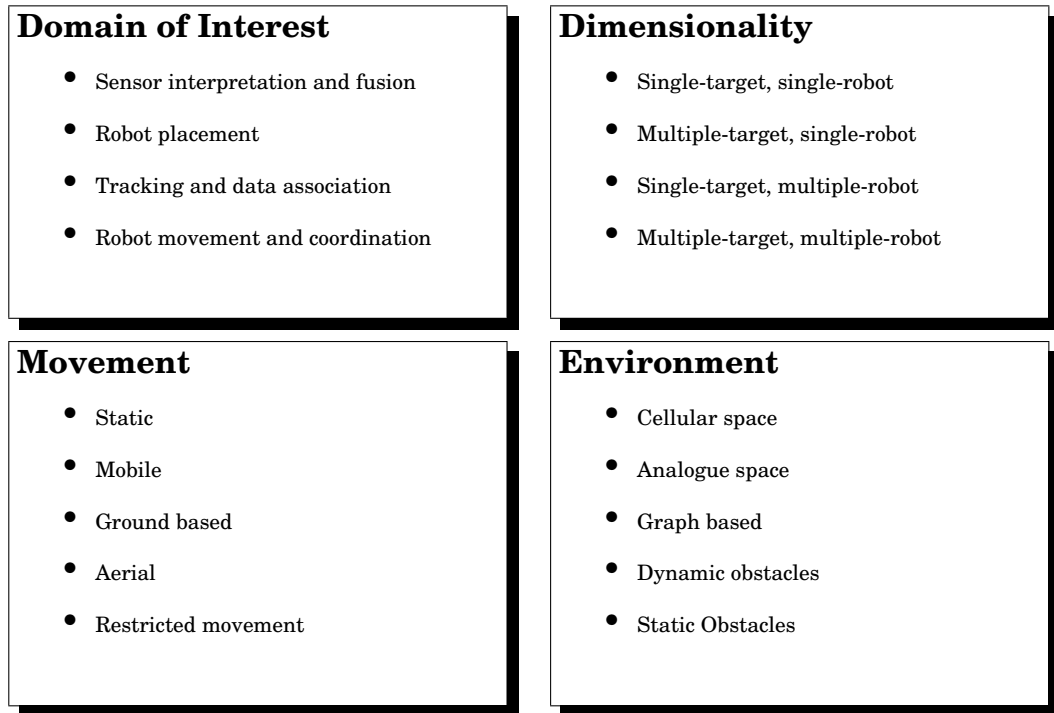 Domain of Interest
• Sensor interpretation and fusion
• Robot placement
• Tracking and data association
• Robot movement and coordination
Dimensionality
• Single-target, single-robot
• Multiple-target, single-robot
• Single-target, multiple-robot
• Multiple-target, multiple-robot
Movement
• Static
• Mobile
• Ground based
• Aerial
• Restricted movement
Environment
• Cellular space
• Analogue space
• Graph based
• Dynamic obstacles
• Static Obstacles